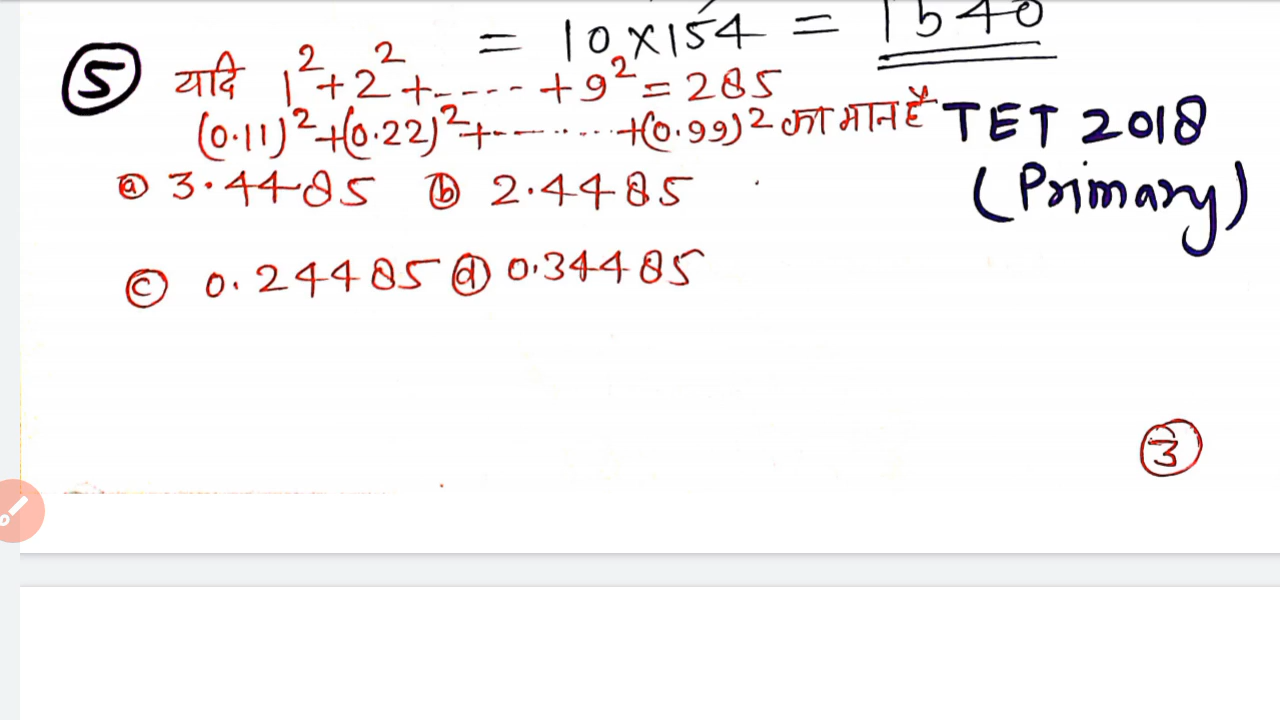 = 10 × 154 = 1540
⑤ यदि 1² + 2² + ----- + 9² = 285
(0.11)² + (0.22)² + -------- + (0.99)² का मान है TET 2018
(Primary)
ⓐ 3.4485 ⓑ 2.4485
ⓒ 0.24485 ⓓ 0.34485
③